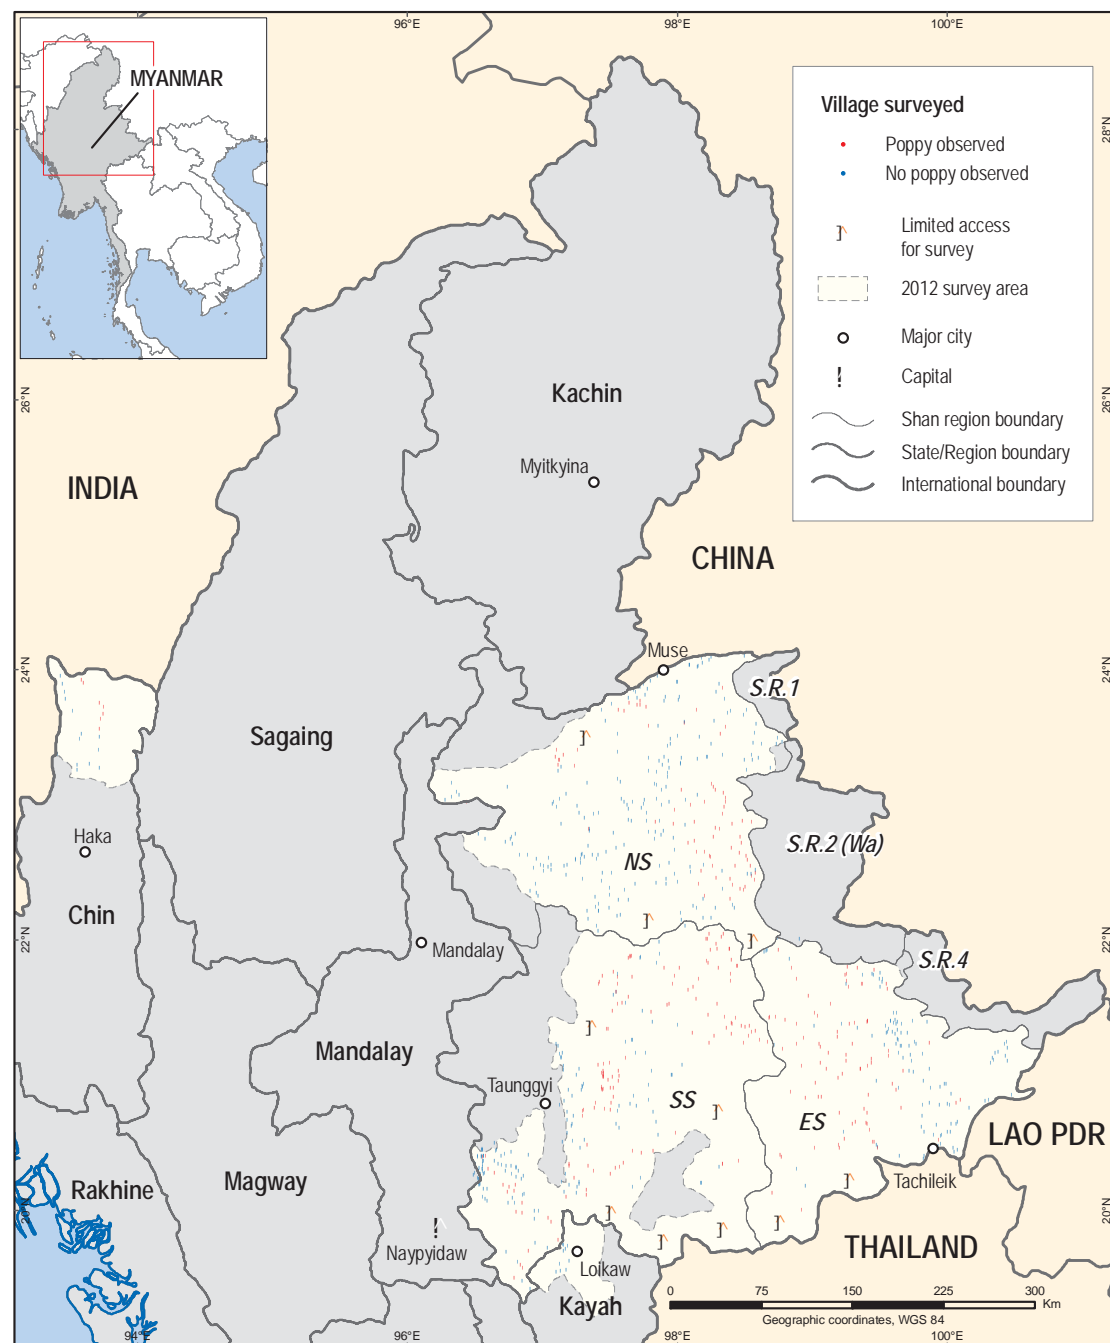 96°E
98°E
100°E
MYANMAR
Village surveyed
Poppy observed
No poppy observed
Limited access
for survey
2012 survey area
Major city
Capital
Shan region boundary
State/Region boundary
International boundary
28°N
26°N
26°N
Kachin
Myitkyina
INDIA
CHINA
24°N
24°N
Muse
S.R.1
Sagaing
Haka
S.R.2 (Wa)
NS
Chin
22°N
22°N
Mandalay
S.R.4
Mandalay
Taunggyi
SS
ES
LAO PDR
Magway
Rakhine
Tachileik
20°N
20°N
Naypyidaw
Loikaw
THAILAND
Kayah
0 75 150 225 300
Km
Geographic coordinates, WGS 84
94°E
96°E
98°E
100°E